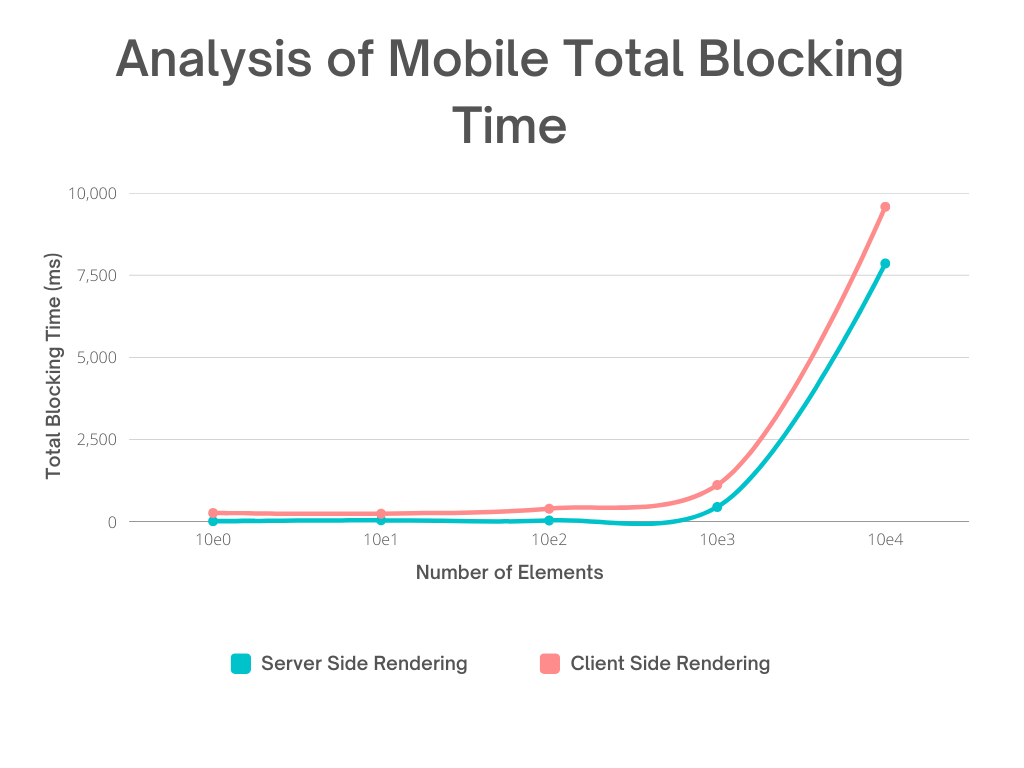 Analysis of Mobile Total Blocking
Time
10,000
7,500
5,000
2,500
0
Total Blocking Time (ms)
10e0
10e1
10e2
10e3
10e4
Number of Elements
Server Side Rendering
Client Side Rendering